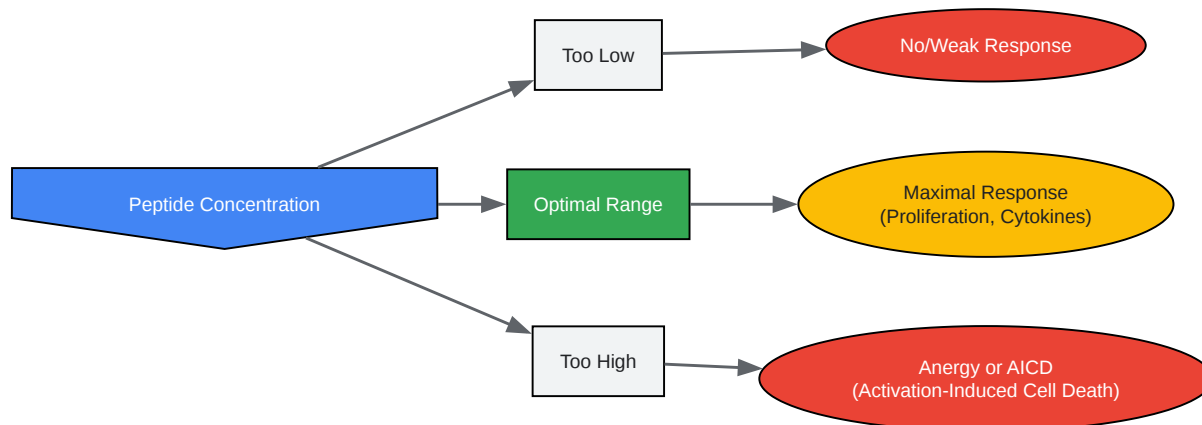 Too Low
No/Weak Response
Peptide Concentration
Optimal Range
Maximal Response
(Proliferation, Cytokines)
Too High
Anergy or AICD
(Activation-Induced Cell Death)